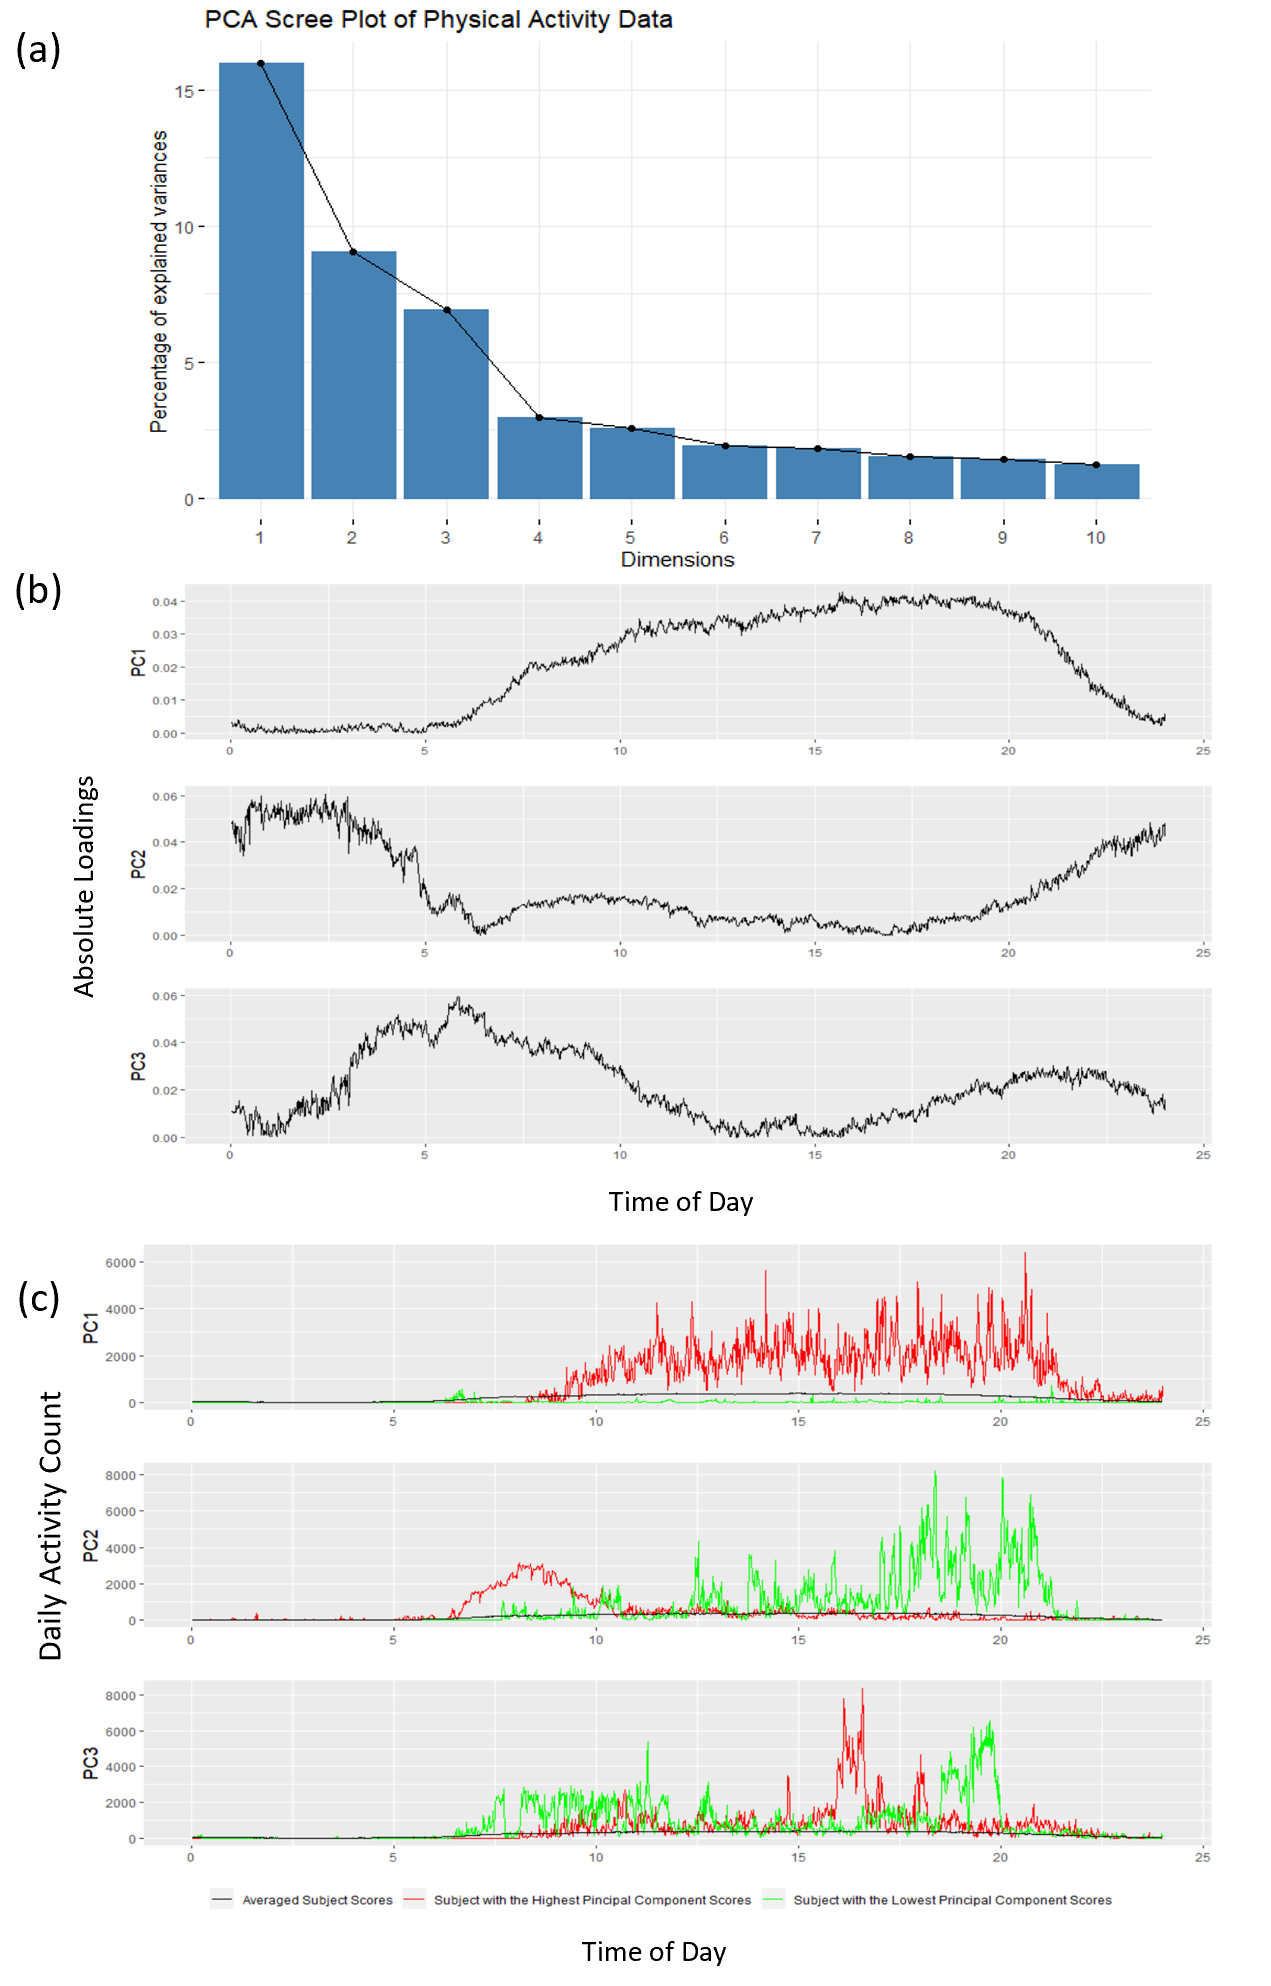 PCA Scree Plot of Physical Activity Data
(a)
Percentage of explained variances
15
10
5
0
1 2 3 4 5 6 7 8 9 10
Dimensions
(b)
Absolute Loadings
PC1
0.04
0.03
0.02
0.01
0.00
0 5 10 15 20 25
PC2
0.06
0.04
0.02
0.00
0 5 10 15 20 25
PC3
0.06
0.04
0.02
0.00
0 5 10 15 20 25
Time of Day
(c)
Daily Activity Count
PC1
6000
4000
2000
0
0 5 10 15 20 25
PC2
8000
6000
4000
2000
0
0 5 10 15 20 25
PC3
8000
6000
4000
2000
0
0 5 10 15 20 25
Averaged Subject Scores Subject with the Highest Pincipal Component Scores Subject with the Lowest Principal Component Scores
Time of Day